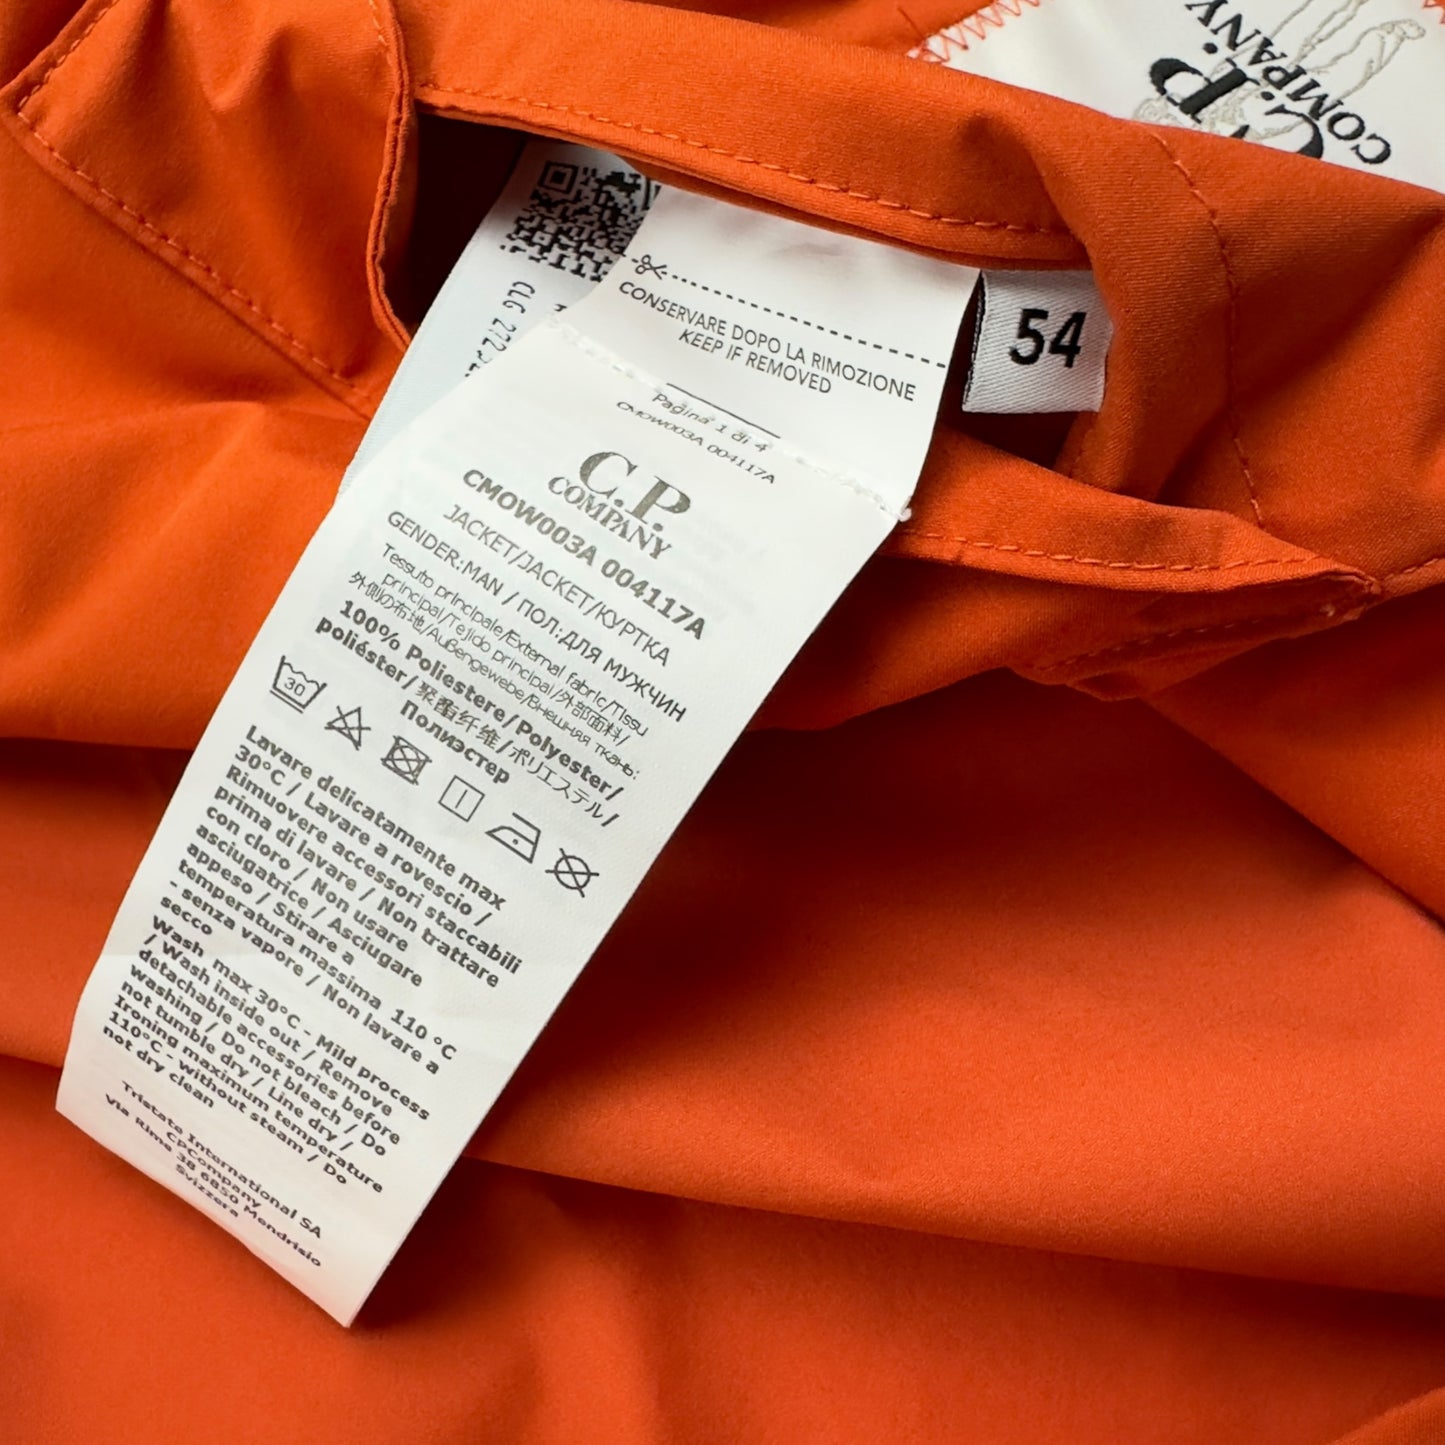 C.P.
COMPANY
54
CLG 272
CONSERVARE DOPO LA RIMOZIONE
KEEP IF REMOVED
Pagina 1 di 4
CMOW003A 004117A
C.P.
COMPANY
CMOW003A 004117A
JACKET/JACKET/КУРТКА
GENDER:MAN / ПОЛ:ДЛЯ МУЖЧИН
Tessuto principale/External fabric/Tissu
principal/Tejido principal/外部面料/
外側の布地/Außengewebe/Внешняя ткань:
100% Poliestere/Polyester/
poliéster/聚酯纤维/ポリエステル/
Полиэстер
30
Lavare delicatamente max
30°C / Lavare a rovescio /
Rimuovere accessori staccabili
prima di lavare / Non trattare
con cloro / Non usare
asciugatrice / Asciugare
appeso / Stirare a
temperatura massima 110 °C
- senza vapore / Non lavare a
secco
Wash max 30°C - Mild process
/ Wash inside out / Remove
detachable accessories before
washing / Do not bleach / Do
not tumble dry / Line dry /
Ironing maximum temperature
110°C - without steam / Do
not dry clean
Tristate International SA
CPCompany
Via Rime 38 6850 Mendrisio
Svizzera